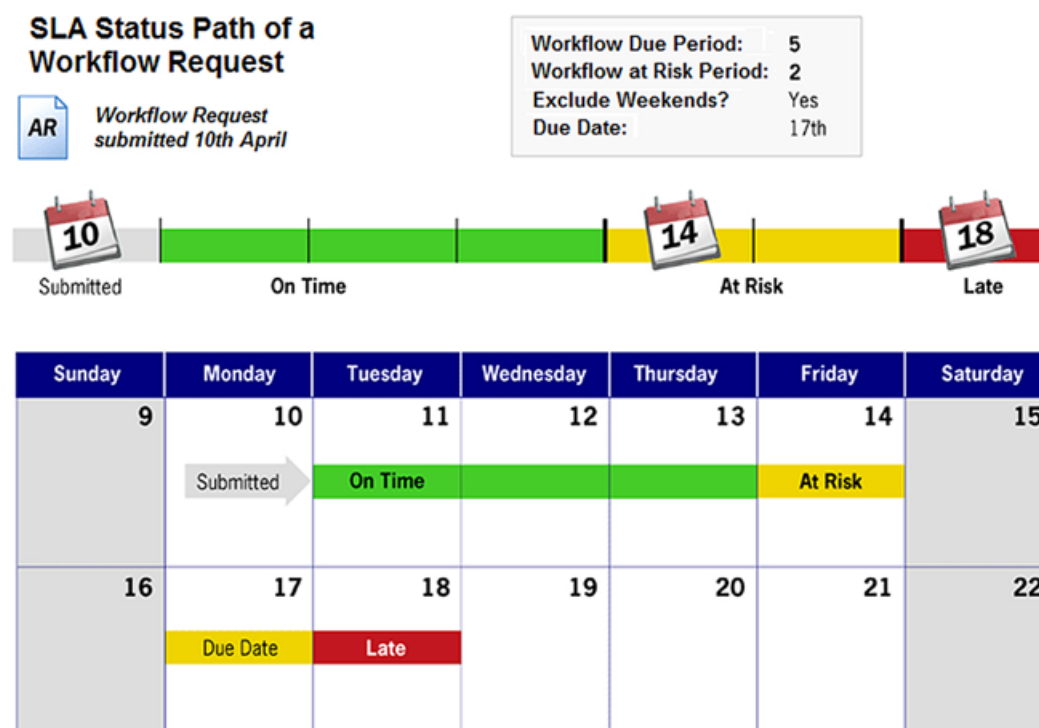 SLA Status Path of a
Workflow Request
AR
Workflow Request
submitted 10th April
Workflow Due Period: 5
Workflow at Risk Period: 2
Exclude Weekends? Yes
Due Date: 17th
10 14 18
Submitted On Time At Risk Late
Sunday Monday Tuesday Wednesday Thursday Friday Saturday
9 10 11 12 13 14 15
Submitted On Time At Risk
16 17 18 19 20 21 22
Due Date Late